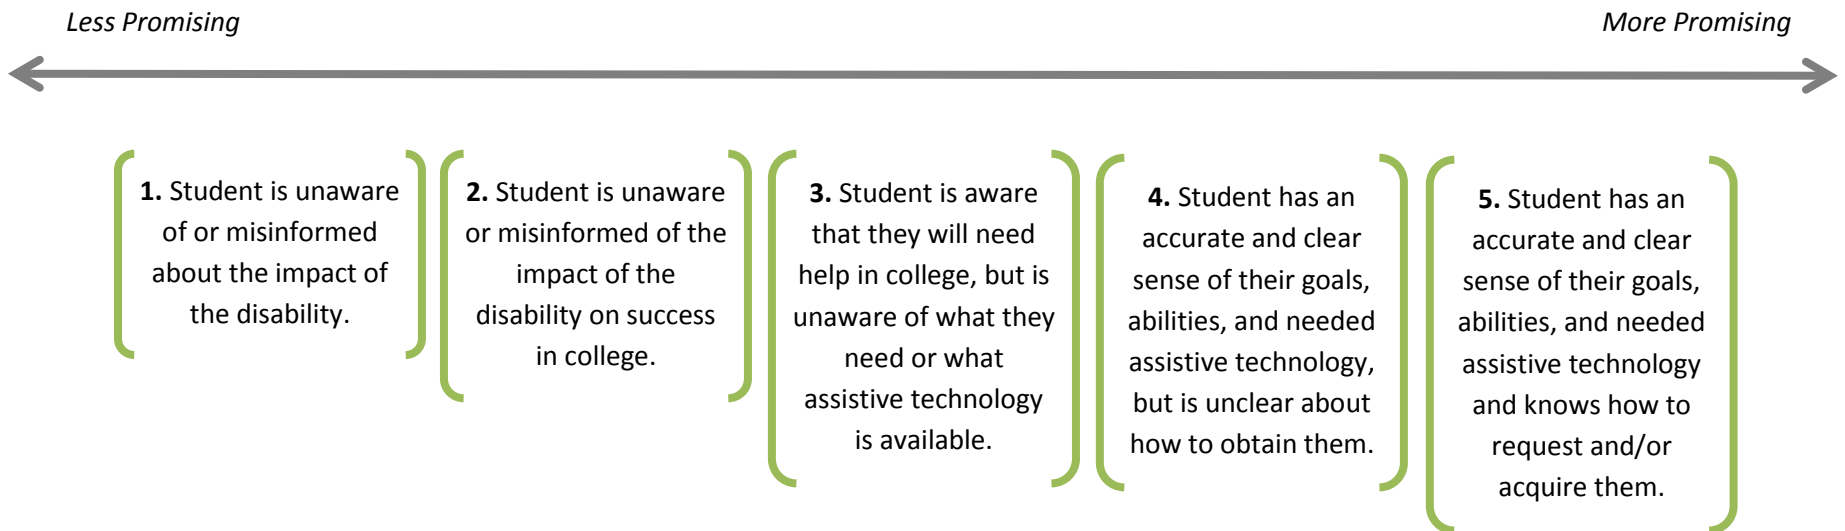 Less Promising
More Promising
1. Student is unaware
of or misinformed
about the impact of
the disability.
2. Student is unaware
or misinformed of the
impact of the
disability on success
in college.
3. Student is aware
that they will need
help in college, but is
unaware of what they
need or what
assistive technology
is available.
4. Student has an
accurate and clear
sense of their goals,
abilities, and needed
assistive technology,
but is unclear about
how to obtain them.
5. Student has an
accurate and clear
sense of their goals,
abilities, and needed
assistive technology
and knows how to
request and/or
acquire them.